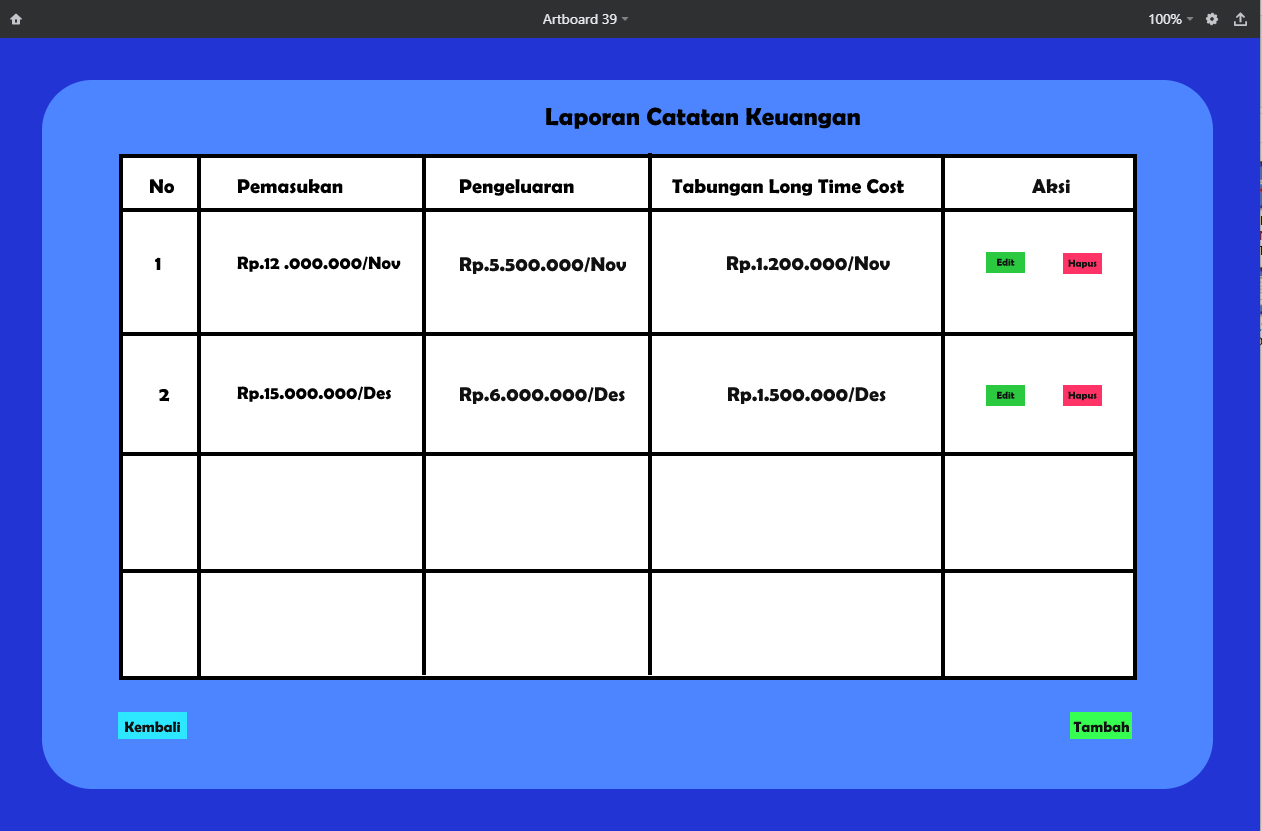 Artboard 39
100%
Laporan Catatan Keuangan
No Pemasukan Pengeluaran Tabungan Long Time Cost Aksi
1 Rp.12 .000.000/Nov Rp.5.500.000/Nov Rp.1.200.000/Nov Edit Hapus
2 Rp.15.000.000/Des Rp.6.000.000/Des Rp.1.500.000/Des Edit Hapus
Kembali Tambah